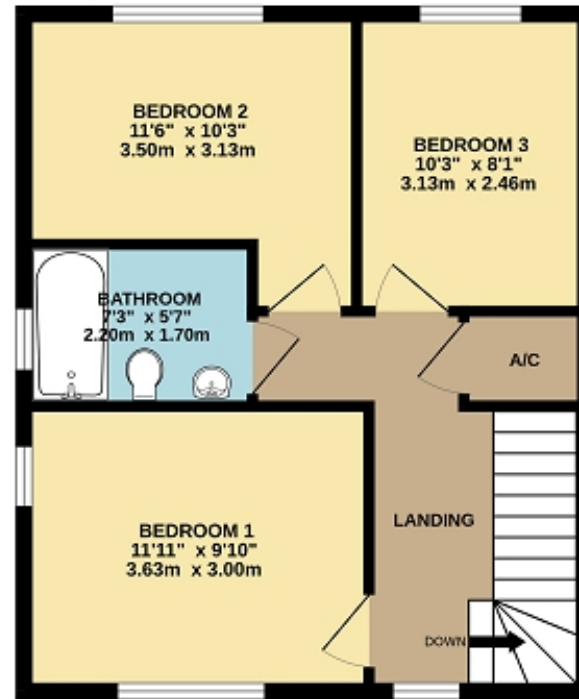 BEDROOM 2
11'6" x 10'3"
3.50m x 3.13m
BEDROOM 3
10'3" x 8'1"
3.13m x 2.46m
BATHROOM
7'3" x 5'7"
2.20m x 1.70m
A/C
BEDROOM 1
11'11" x 9'10"
3.63m x 3.00m
LANDING
DOWN